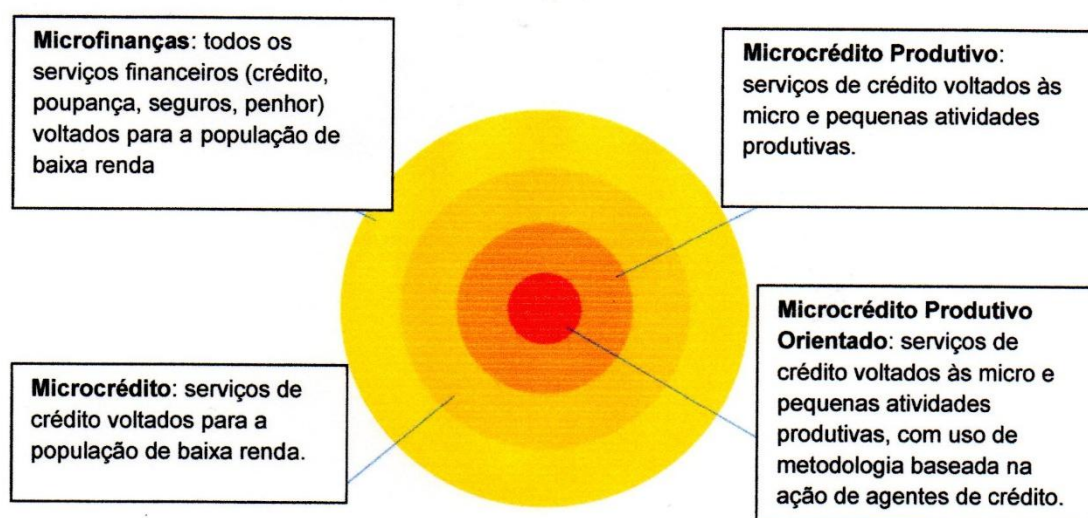 Microfinanças: todos os
serviços financeiros (crédito,
poupança, seguros, penhor)
voltados para a população de
baixa renda
Microcrédito Produtivo:
serviços de crédito voltados às
micro e pequenas atividades
produtivas.
Microcrédito: serviços de
crédito voltados para a
população de baixa renda.
Microcrédito Produtivo
Orientado: serviços de
crédito voltados às micro e
pequenas atividades
produtivas, com uso de
metodologia baseada na
ação de agentes de crédito.